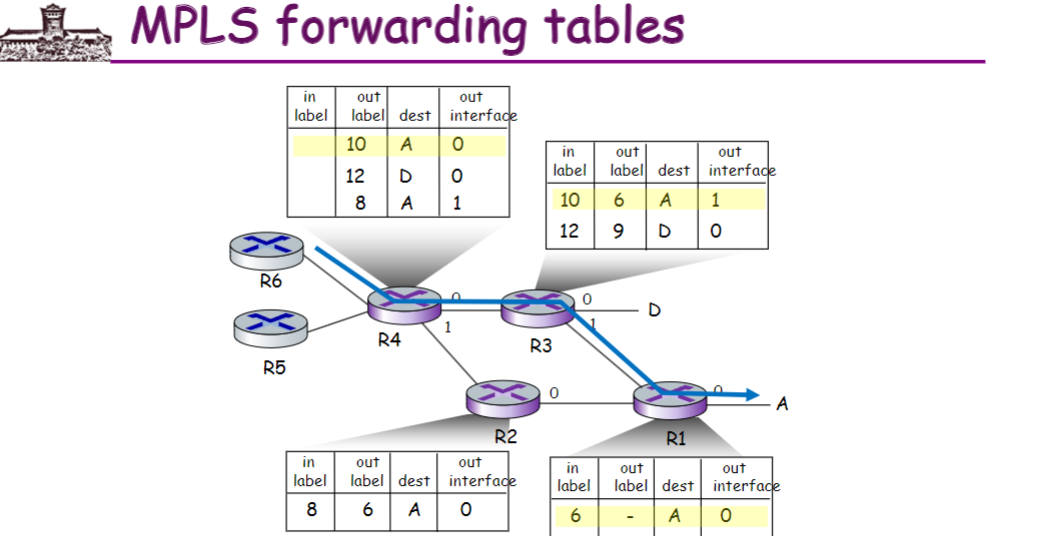 MPLS forwarding tables
in label out label dest out interface
10 A 0
12 D 0
8 A 1
in label out label dest out interface
10 6 A 1
12 9 D 0
R6
0
0
D
1
1
R4
R3
R5
0
0
A
R2
R1
in label out label dest out interface
8 6 A 0
in label out label dest out interface
6 - A 0